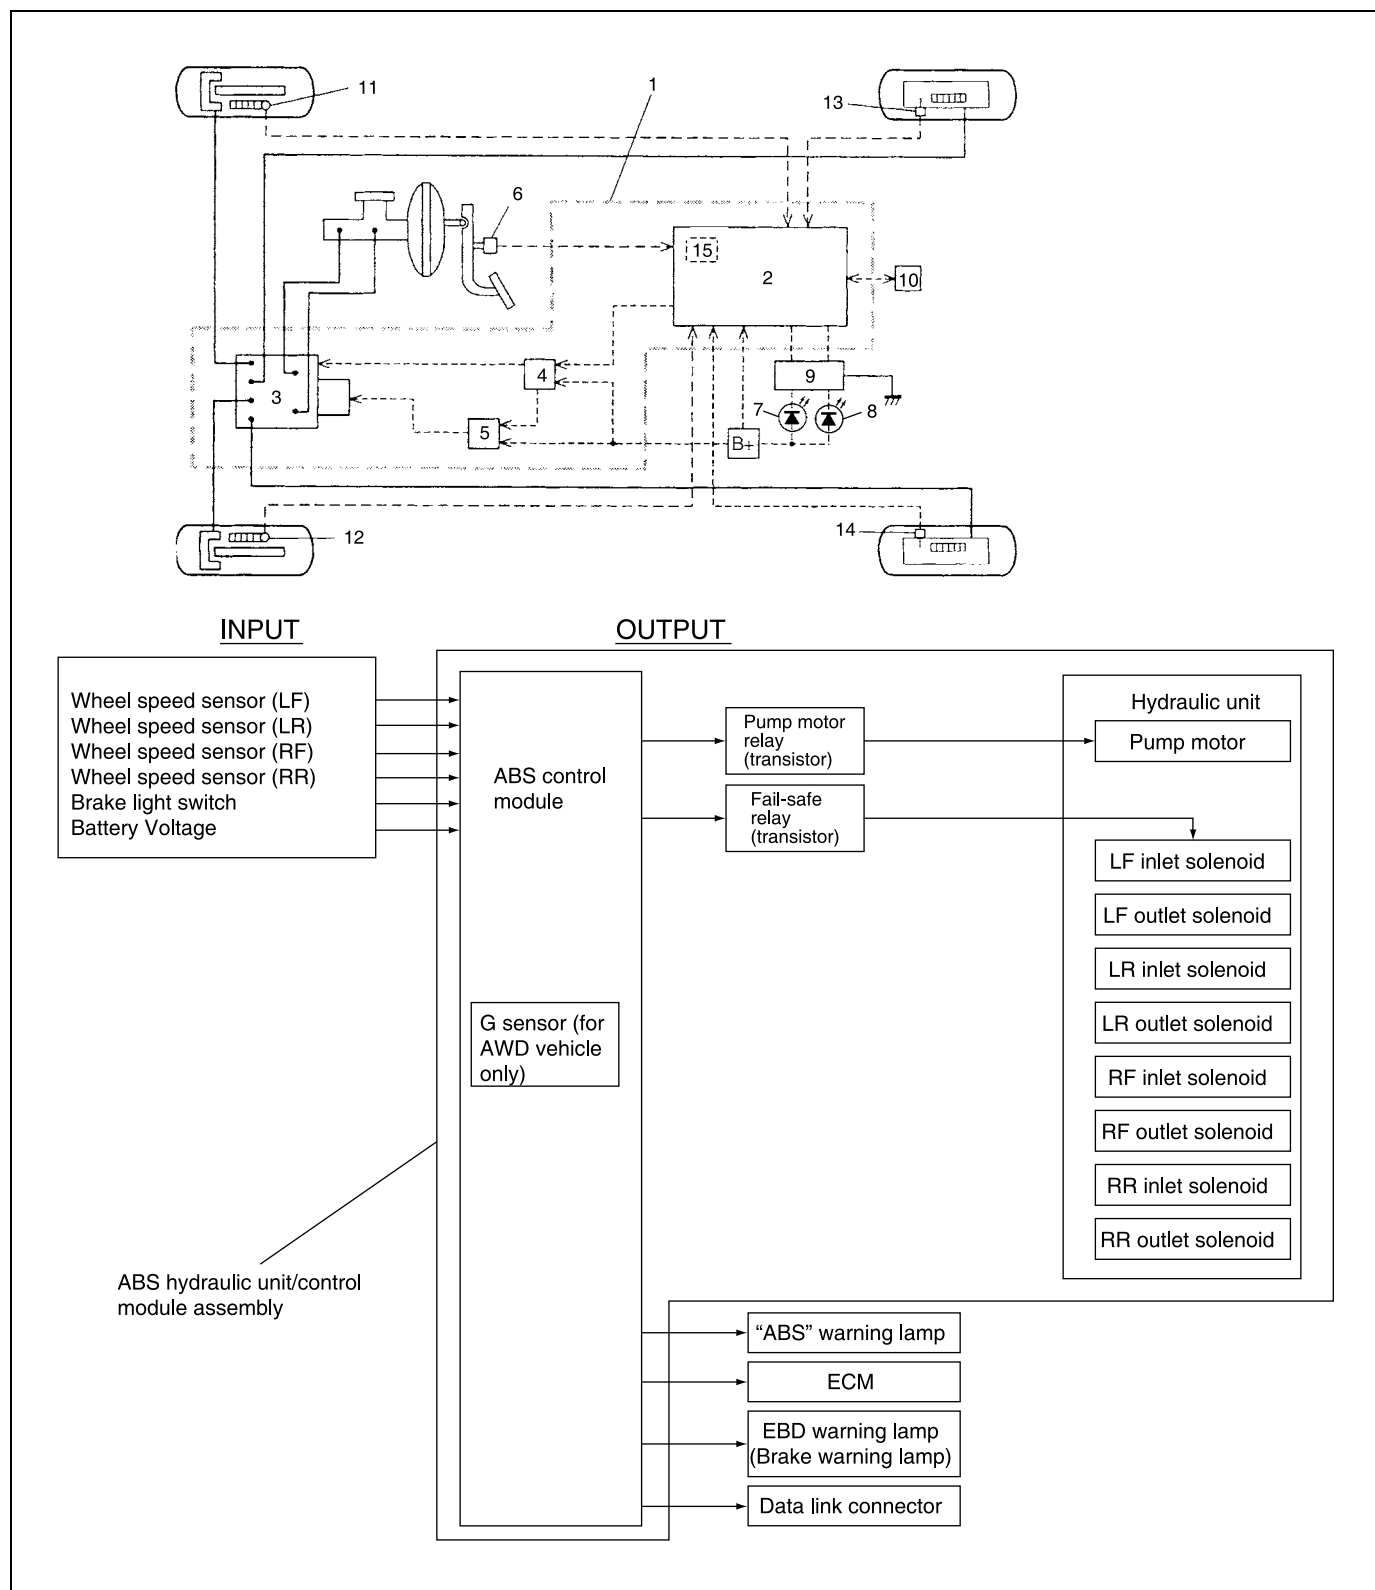 11
1
13
6
15
2
10
4
9
3
7
8
5
B+
12
14
INPUT
OUTPUT
Wheel speed sensor (LF)
Wheel speed sensor (LR)
Wheel speed sensor (RF)
Wheel speed sensor (RR)
Brake light switch
Battery Voltage
ABS control
module
G sensor (for
AWD vehicle
only)
Pump motor
relay
(transistor)
Fail-safe
relay
(transistor)
Hydraulic unit
Pump motor
LF inlet solenoid
LF outlet solenoid
LR inlet solenoid
LR outlet solenoid
RF inlet solenoid
RF outlet solenoid
RR inlet solenoid
RR outlet solenoid
ABS hydraulic unit/control
module assembly
“ABS” warning lamp
ECM
EBD warning lamp
(Brake warning lamp)
Data link connector